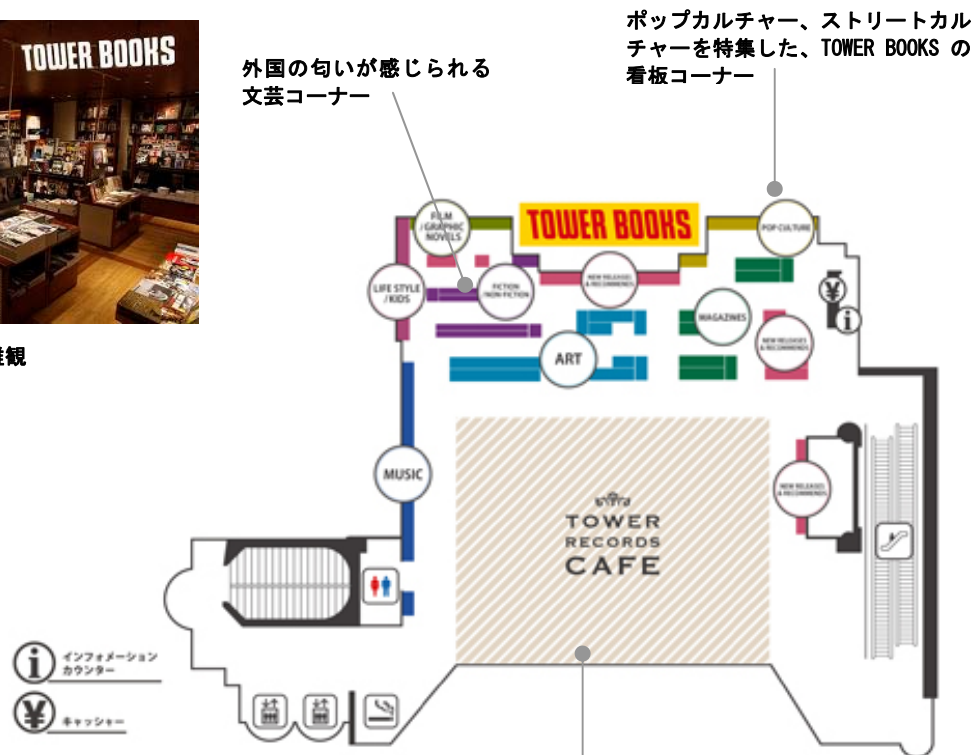 TOWER BOOKS
外国の匂いが感じられる
文芸コーナー
ポップカルチャー、ストリートカル
チャーを特集した、TOWER BOOKS の
看板コーナー
観
FILM
/GRAPHIC
NOVELS
TOWER BOOKS
POP CULTURE
LIFE STYLE
/KIDS
FICTION
/NON-FICTION
NEW RELEASES
& RECOMMENDS
MAGAZINES
¥
i
NEW RELEASES
& RECOMMENDS
ART
MUSIC
NEW RELEASES
& RECOMMENDS
TOWER
RECORDS
CAFE
i
インフォメーション
カウンター
¥
キャッシャー